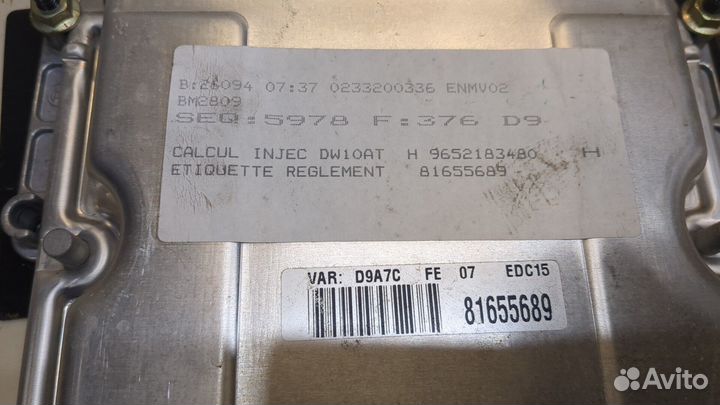 B:28094 07:37 0233200336 ENMV02
BM2809
SEQ:5978 F:376 D9
CALCUL INJEC DW10AT H 9652183480 H
ETIQUETTE REGLEMENT 81655689
VAR: D9A7C FE 07 EDC15
81655689
Avito